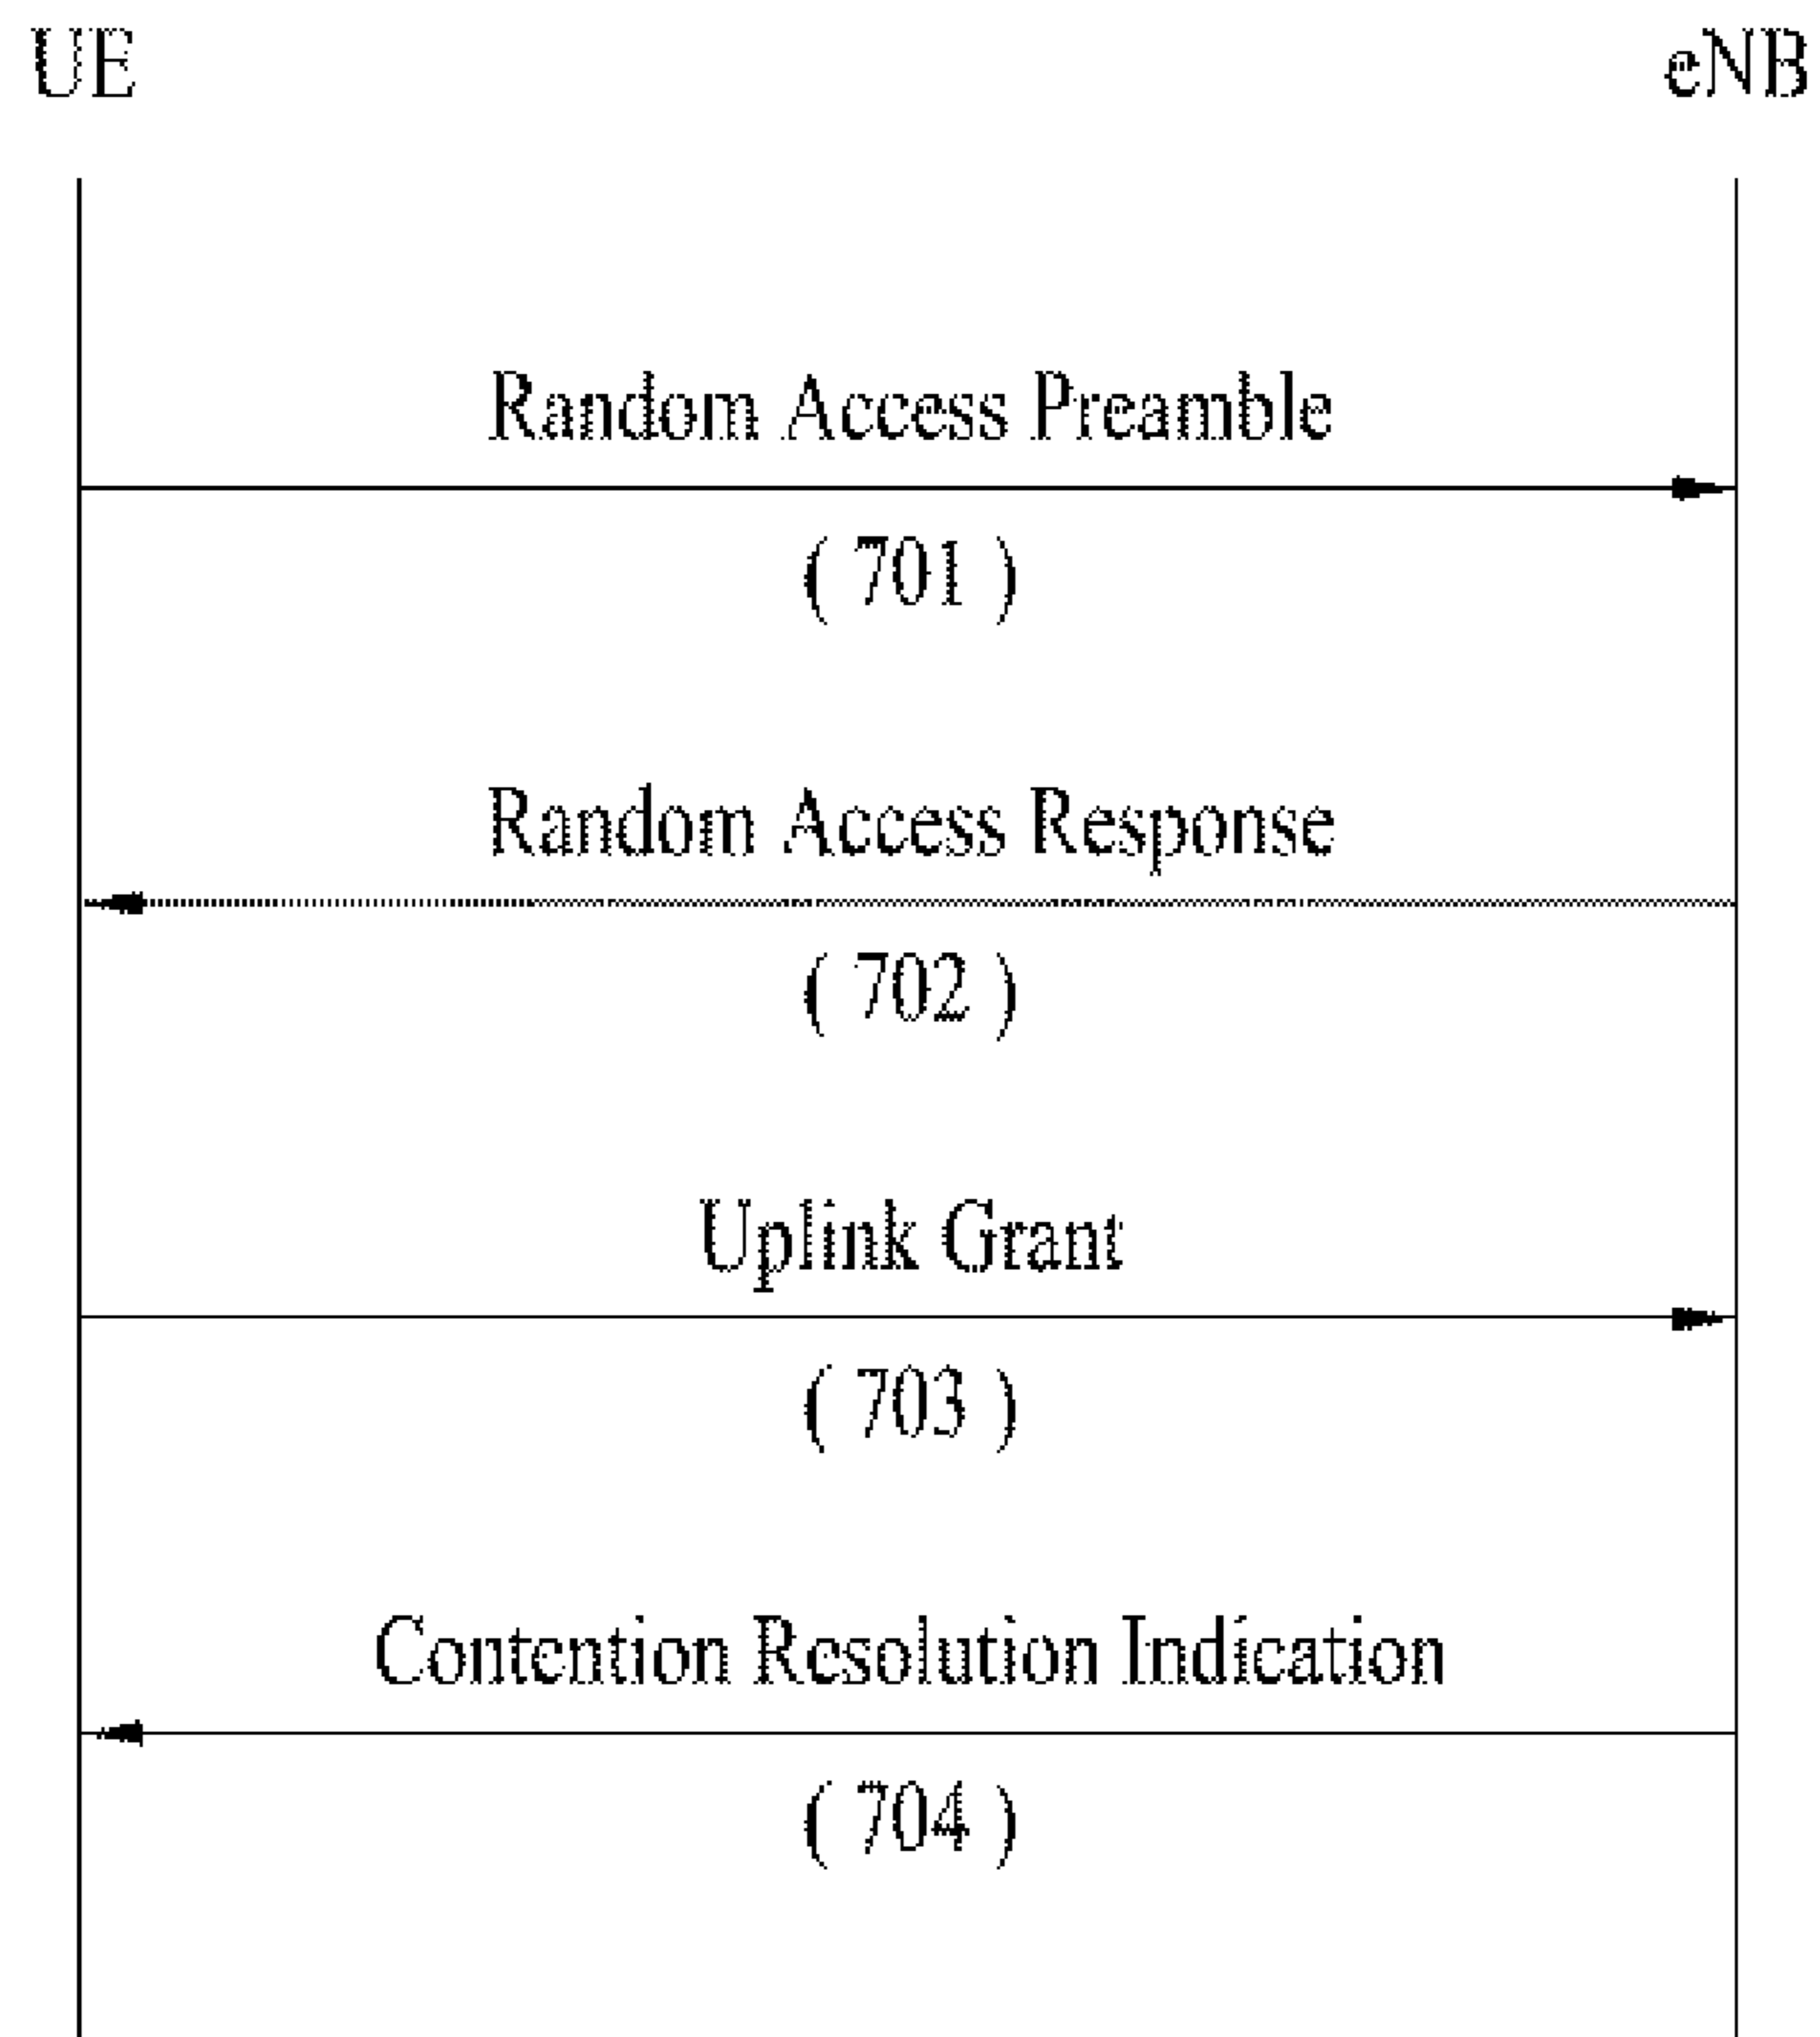 UE eNB
Random Access Preamble
( 701 )
Random Access Response
( 702 )
Uplink Grant
( 703 )
Contention Resolution Indication
( 704 )